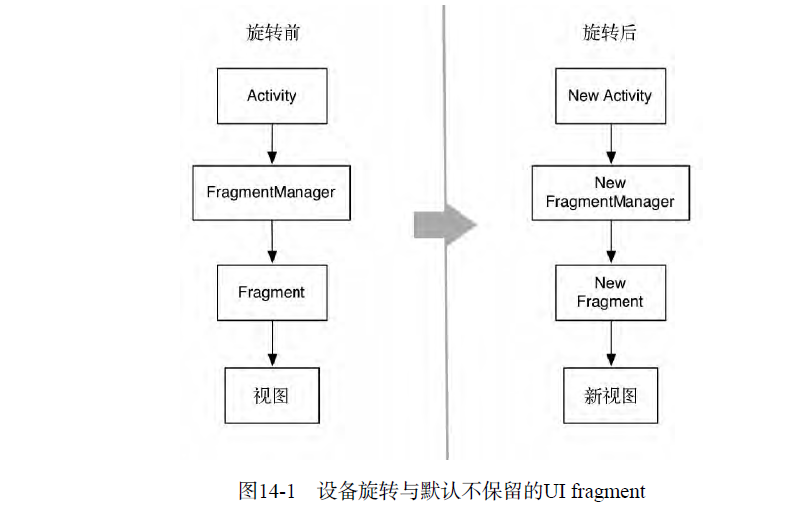 旋转前
Activity
FragmentManager
Fragment
视图
旋转后
New Activity
New
FragmentManager
New
Fragment
新视图
图14-1 设备旋转与默认不保留的UI fragment